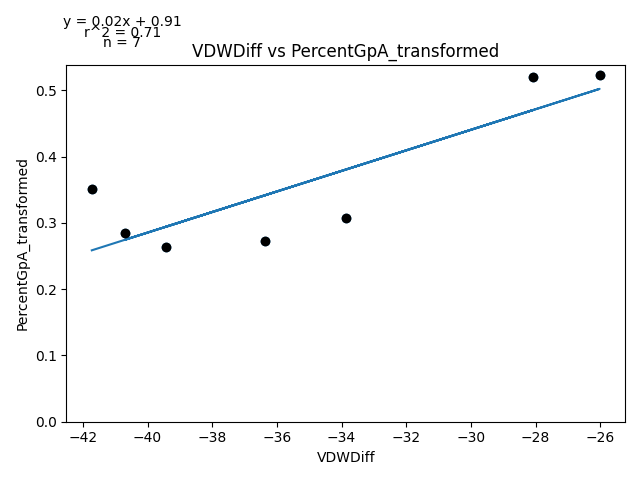 y = 0.02x + 0.91
r^2 = 0.71
n = 7
VDWDiff vs PercentGpA_transformed
PercentGpA_transformed
0.5
0.4
0.3
0.2
0.1
0.0
−42 −40 −38 −36 −34 −32 −30 −28 −26
VDWDiff